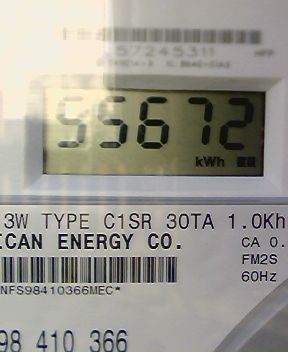 57245311
55672
kWh
3W TYPE C1SR 30TA 1.0Kh
ICAN ENERGY CO.
CA 0.
FM2S
60Hz
NFS98410366MEC*
98 410 366